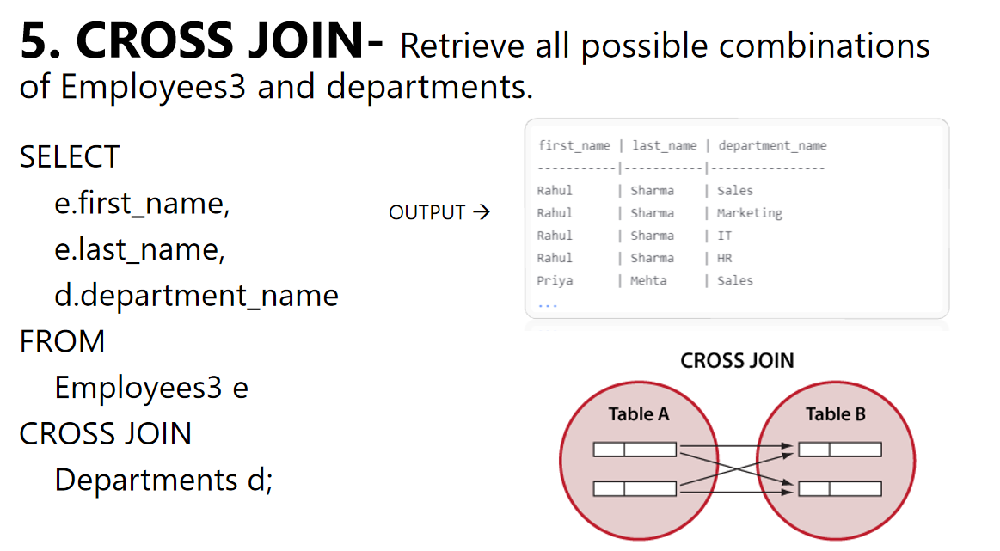 5. CROSS JOIN- Retrieve all possible combinations
of Employees3 and departments.
SELECT
e.first_name,
e.last_name,
d.department_name
FROM
Employees3 e
CROSS JOIN
Departments d;
OUTPUT →
first_name | last_name | department_name
-----------|-----------|----------------
Rahul | Sharma | Sales
Rahul | Sharma | Marketing
Rahul | Sharma | IT
Rahul | Sharma | HR
Priya | Mehta | Sales
...
CROSS JOIN
Table A Table B